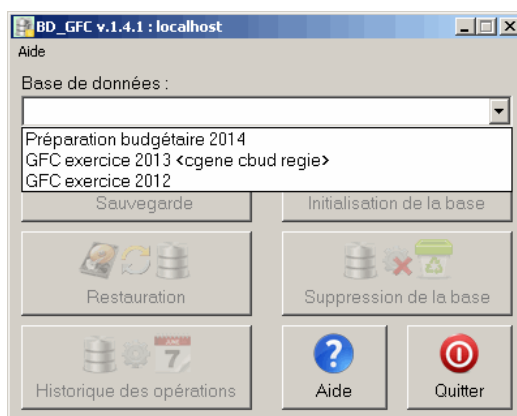 BD_GFC v.1.4.1 : localhost
Aide
Base de données :
Préparation budgétaire 2014
GFC exercice 2013 <cgene cbud regie>
GFC exercice 2012
Sauvegarde
Initialisation de la base
Restauration
Suppression de la base
7
Historique des opérations
Aide
Quitter